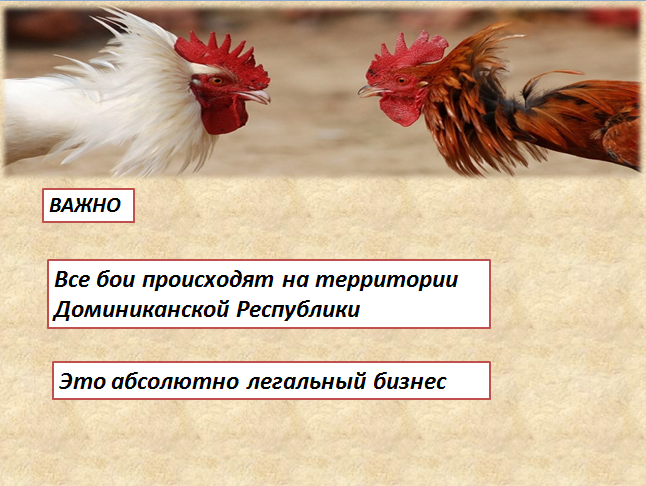 ВАЖНО
Все бои происходят на территории
Доминиканской Республики
Это абсолютно легальный бизнес